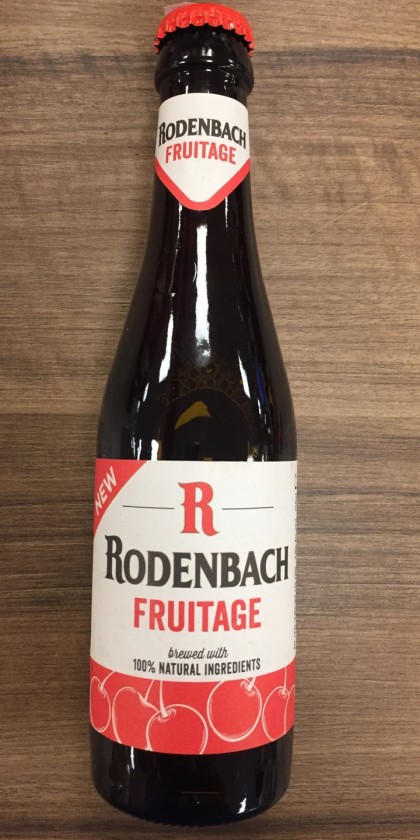 RODENBACH
FRUITAGE
NEW
R
RODENBACH
FRUITAGE
brewed with
100% NATURAL INGREDIENTS